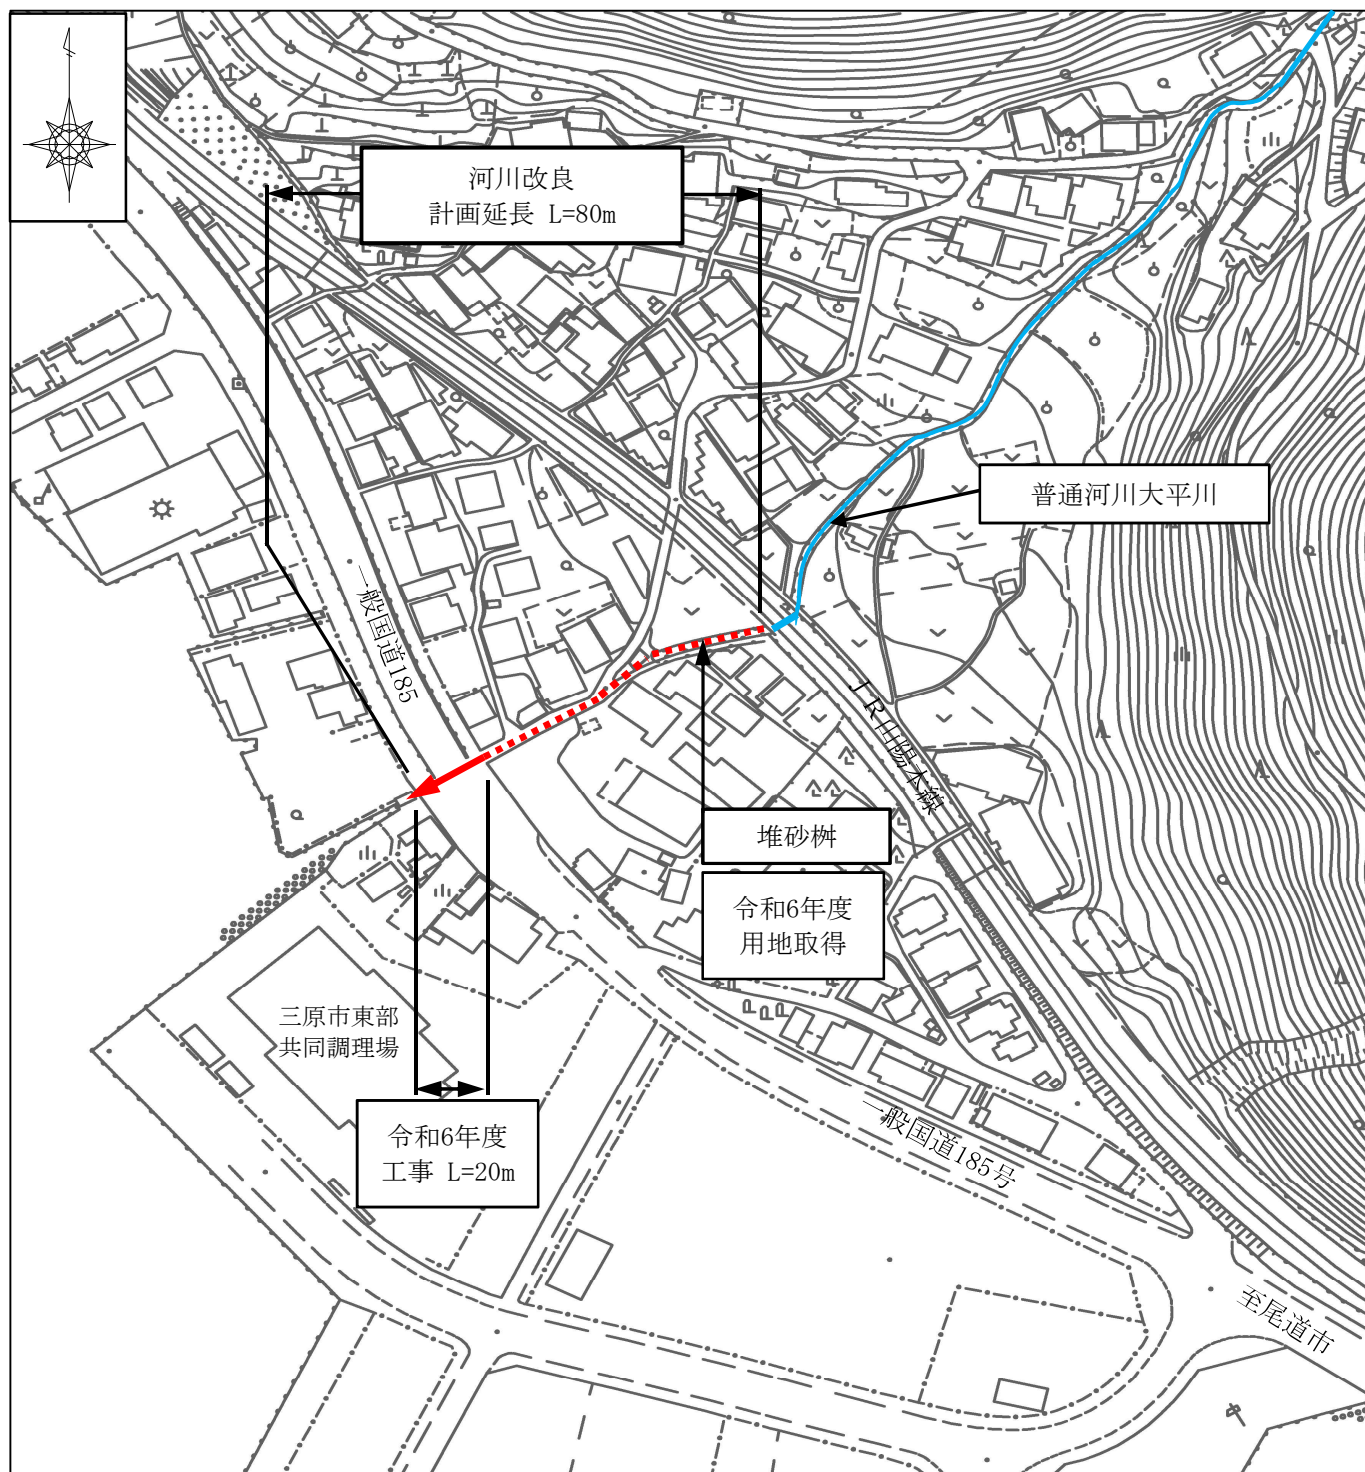 河川改良
計画延長 L=80m
普通河川大平川
一般国道185
JR山陽本線
堆砂桝
令和6年度
用地取得
三原市東部
共同調理場
令和6年度
工事 L=20m
一般国道185号
至尾道市